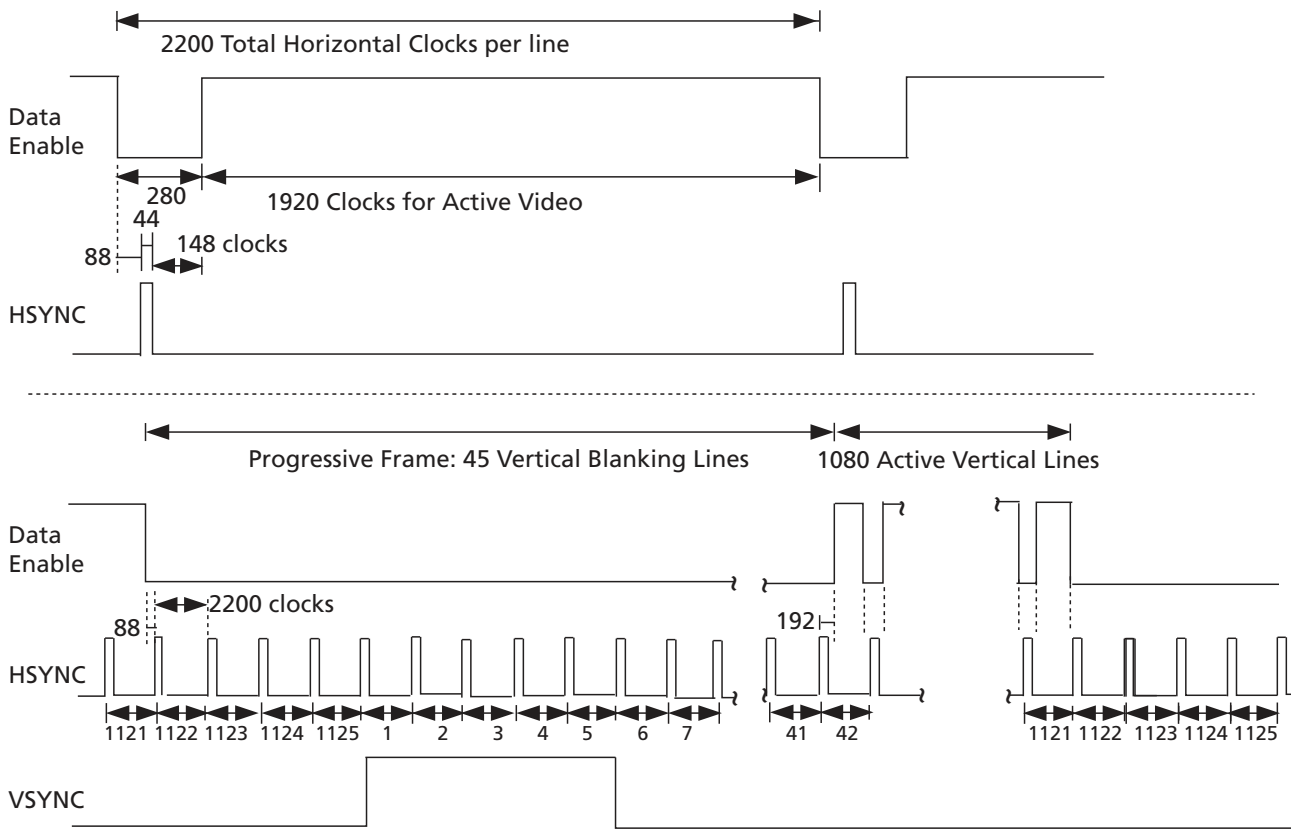 2200 Total Horizontal Clocks per line
Data
Enable
280
1920 Clocks for Active Video
44
148 clocks
88
HSYNC
Progressive Frame: 45 Vertical Blanking Lines
1080 Active Vertical Lines
Data
Enable
2200 clocks
88
192
HSYNC
1121 1122 1123 1124 1125 1 2 3 4 5 6 7 41 42 1121 1122 1123 1124 1125
VSYNC